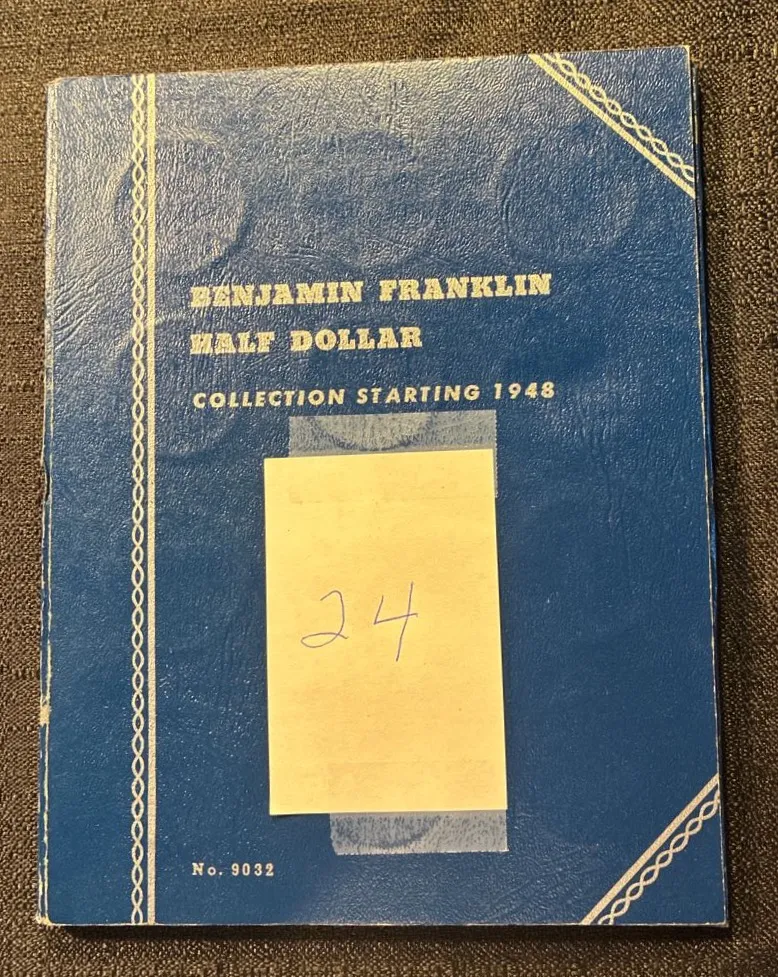 BENJAMIN FRANKLIN
HALF DOLLAR
COLLECTION STARTING 1948
24
No. 9032